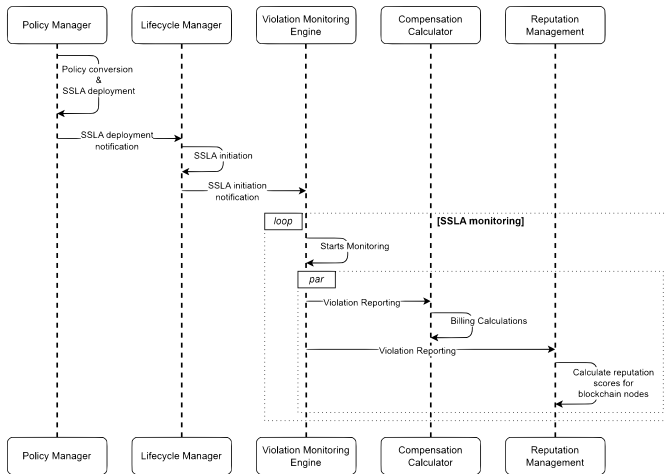 Policy Manager
Lifecycle Manager
Violation Monitoring
Engine
Compensation
Calculator
Reputation
Management
Policy conversion
&
SSLA deployment
SSLA deployment
notification
SSLA initiation
SSLA initiation
notification
loop
[SSLA monitoring]
Starts Monitoring
par
Violation Reporting
Billing Calculations
Violation Reporting
Calculate reputation
scores for
blockchain nodes
Policy Manager
Lifecycle Manager
Violation Monitoring
Engine
Compensation
Calculator
Reputation
Management